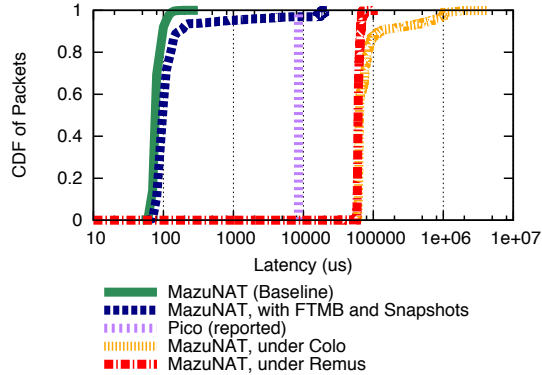 1
0.8
0.6
0.4
0.2
0
CDF of Packets
10 100 1000 10000 100000 1e+06 1e+07
Latency (us)
MazuNAT (Baseline)
MazuNAT, with FTMB and Snapshots
Pico (reported)
MazuNAT, under Colo
MazuNAT, under Remus